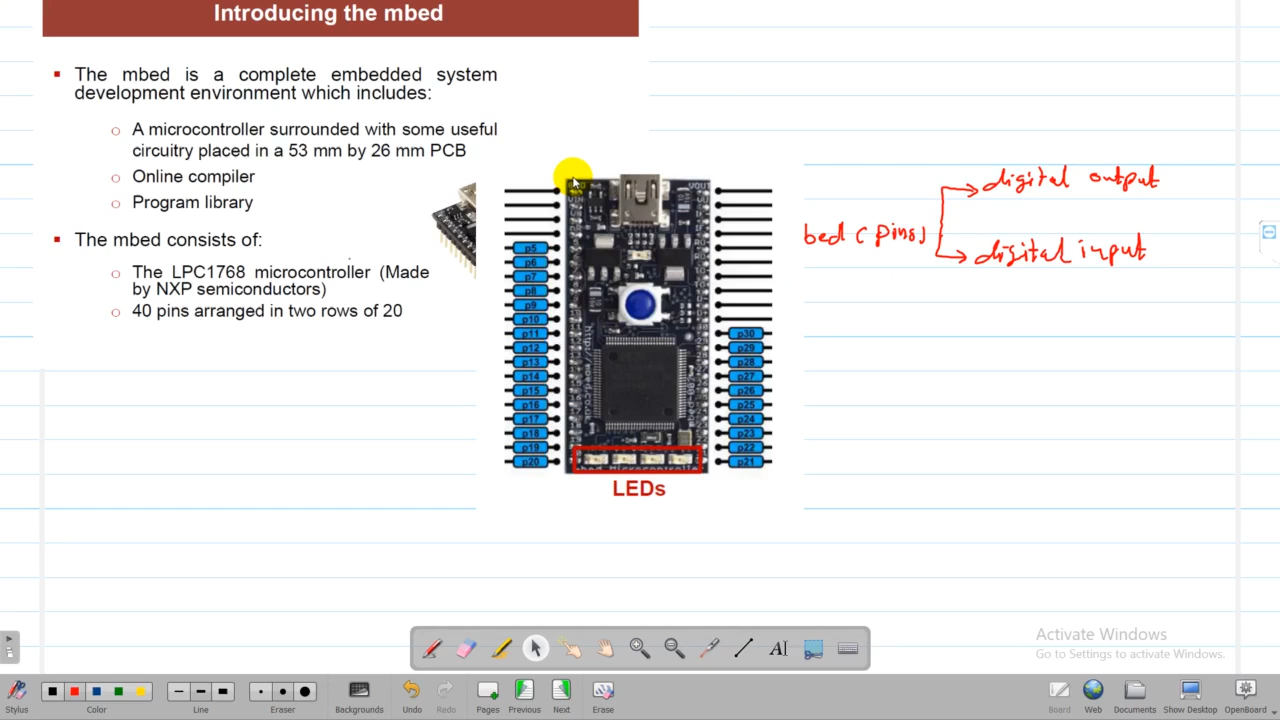 Introducing the mbed
The mbed is a complete embedded system
development environment which includes:
A microcontroller surrounded with some useful
circuitry placed in a 53 mm by 26 mm PCB
Online compiler
Program library
The mbed consists of:
The LPC1768 microcontroller (Made
by NXP semiconductors)
40 pins arranged in two rows of 20
VOUT
VIN
p5
p6
p7
p8
p9
p10
p11
p12
p13
p14
p15
p16
p17
p18
p19
p20
p30
p29
p28
p27
p26
p25
p24
p23
p22
p21
LEDs
bed (pins)
digital output
digital input
Activate Windows
Go to Settings to activate Windows.
Stylus
Color
Line
Eraser
Backgrounds
Undo
Redo
Pages
Previous
Next
Erase
Board
Web
Documents
Show Desktop
OpenBoard